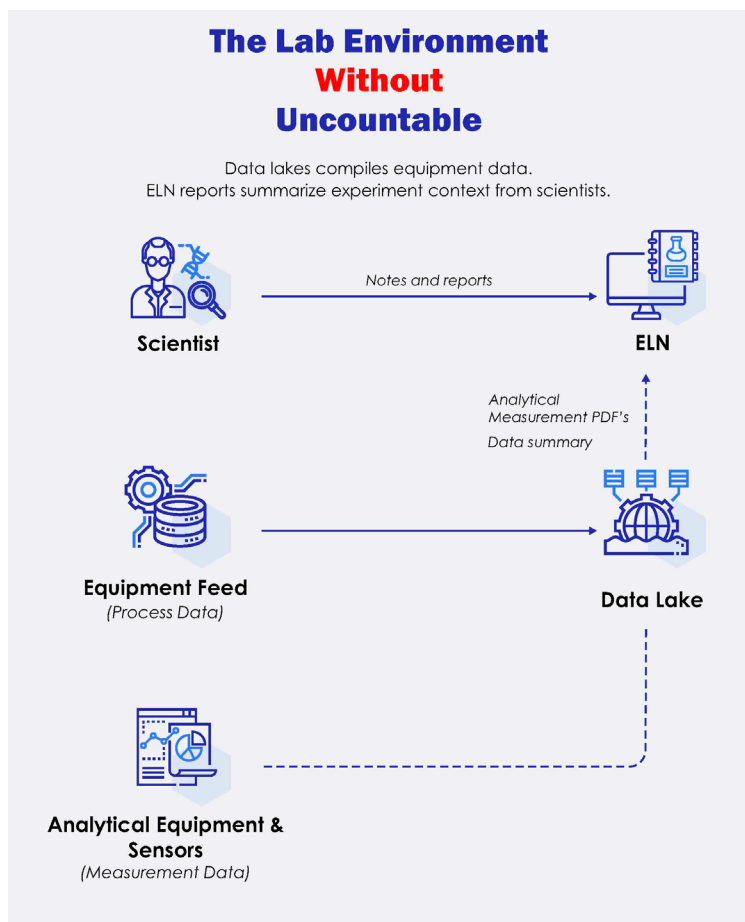 The Lab Environment
Without
Uncountable
Data lakes compiles equipment data.
ELN reports summarize experiment context from scientists.
Notes and reports
Scientist
ELN
Analytical
Measurement PDF's
Data summary
Equipment Feed
(Process Data)
Data Lake
Analytical Equipment &
Sensors
(Measurement Data)